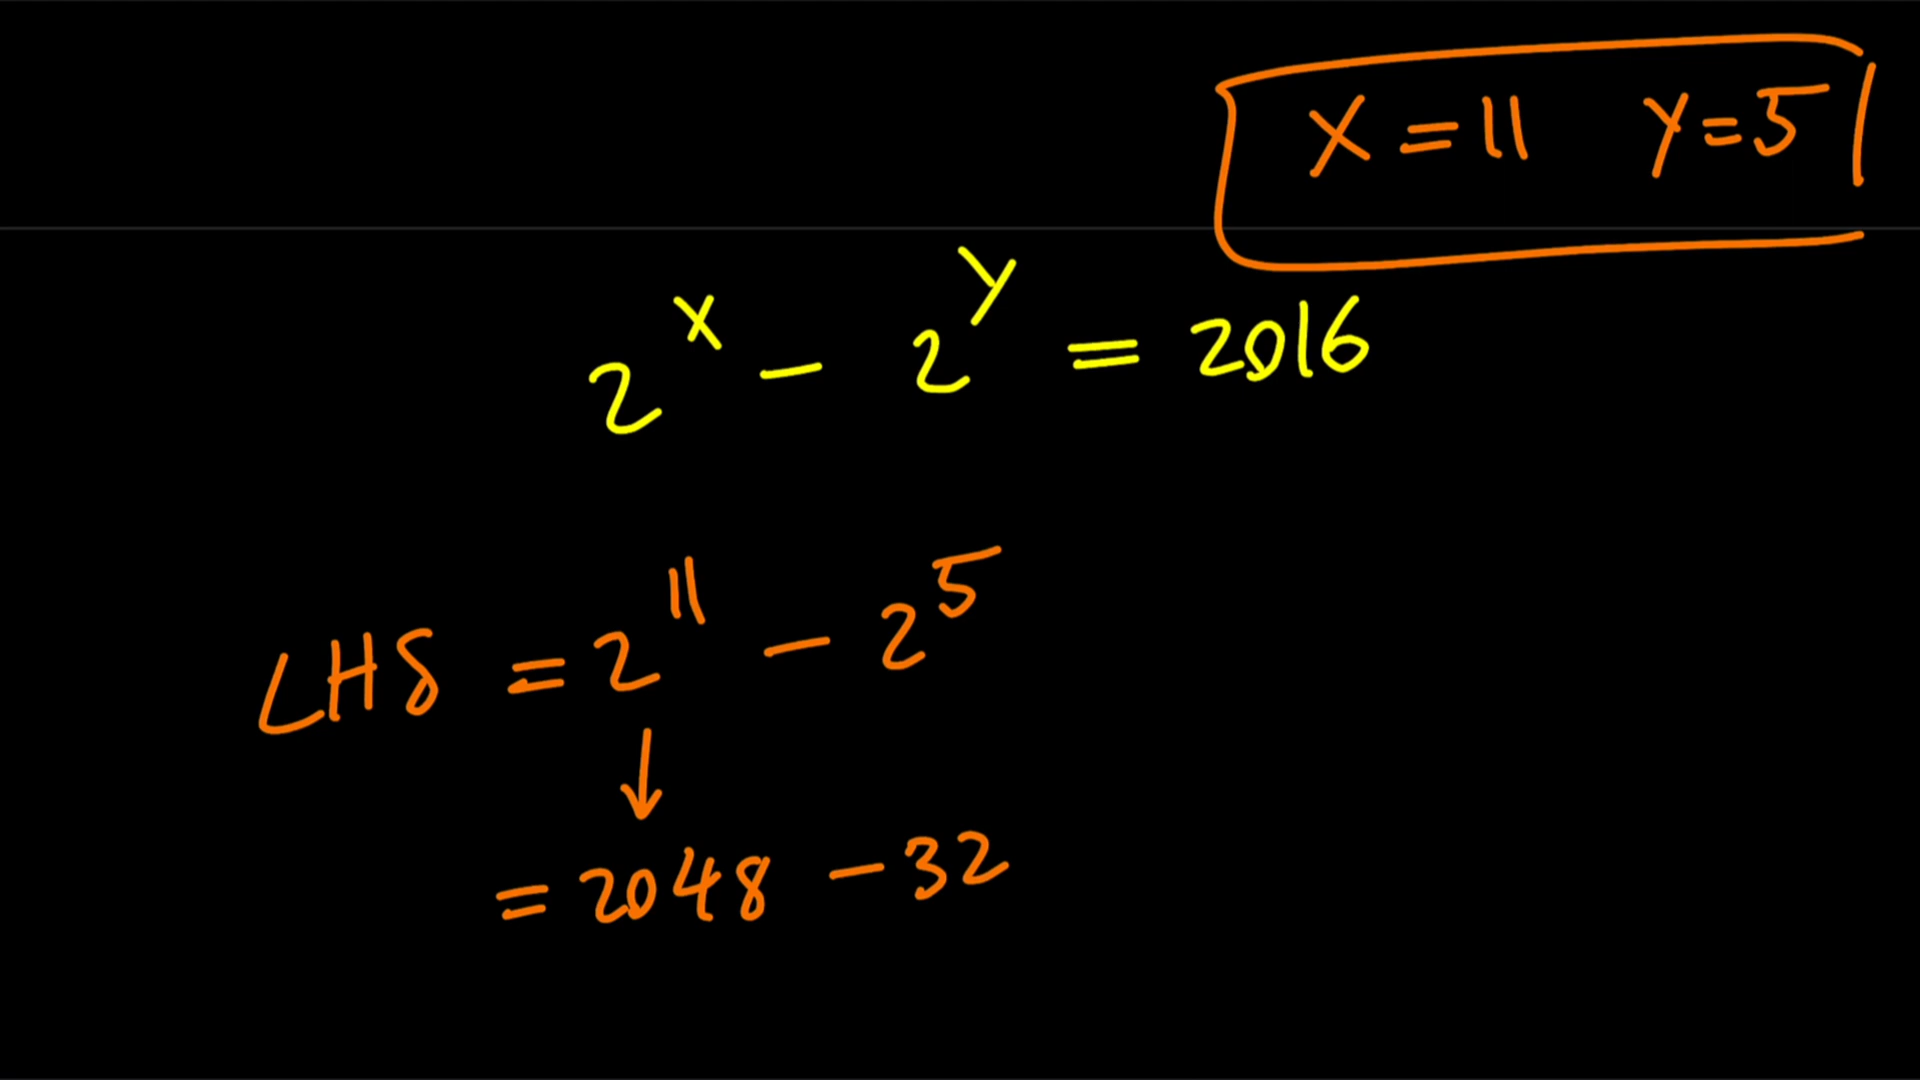 X = 11 y = 5
2^x - 2^y = 2016
LHS = 2^11 - 2^5
↓
= 2048 - 32